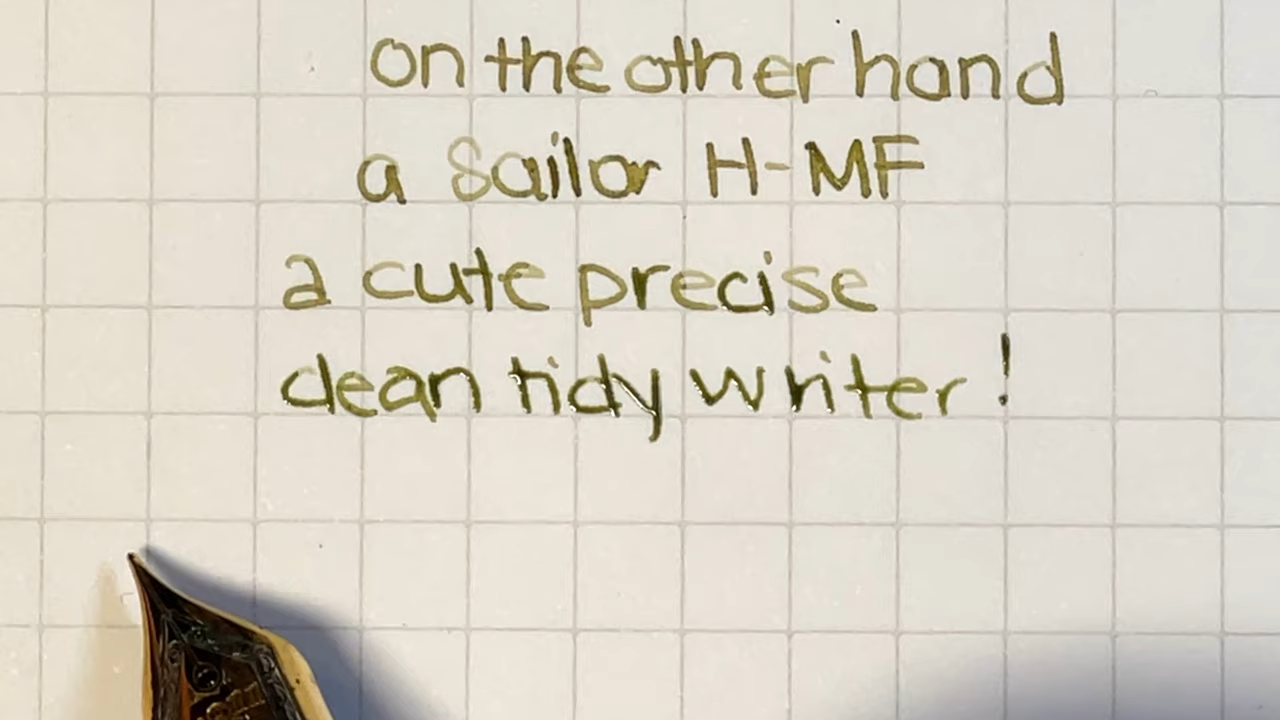 on the other hand
a Sailor H-MF
a cute precise
clean tidy writer!